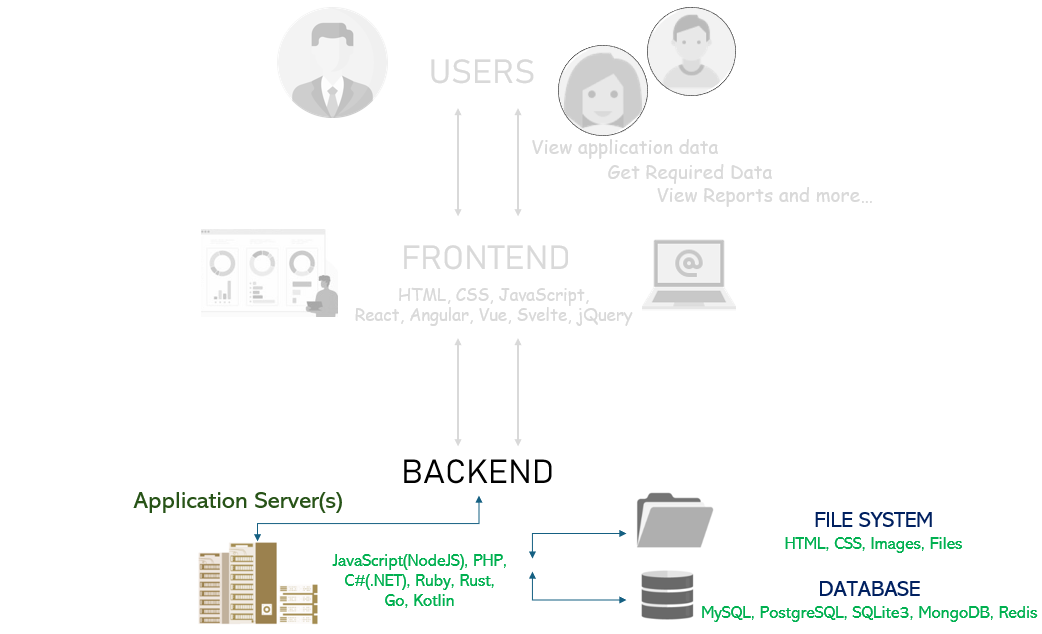 USERS
View application data
Get Required Data
View Reports and more...
FRONTEND
HTML, CSS, JavaScript,
React, Angular, Vue, Svelte, jQuery
@
BACKEND
Application Server(s)
JavaScript(NodeJS), PHP,
C#(.NET), Ruby, Rust,
Go, Kotlin
FILE SYSTEM
HTML, CSS, Images, Files
DATABASE
MySQL, PostgreSQL, SQLite3, MongoDB, Redis